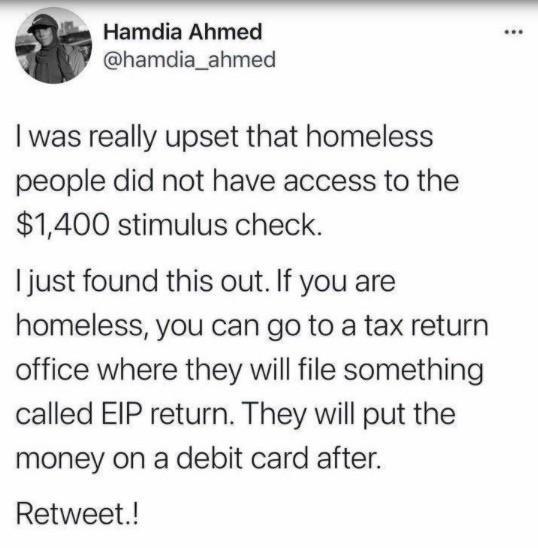 Hamdia Ahmed
@hamdia_ahmed
I was really upset that homeless
people did not have access to the
$1,400 stimulus check.
I just found this out. If you are
homeless, you can go to a tax return
office where they will file something
called EIP return. They will put the
money on a debit card after.
Retweet.!